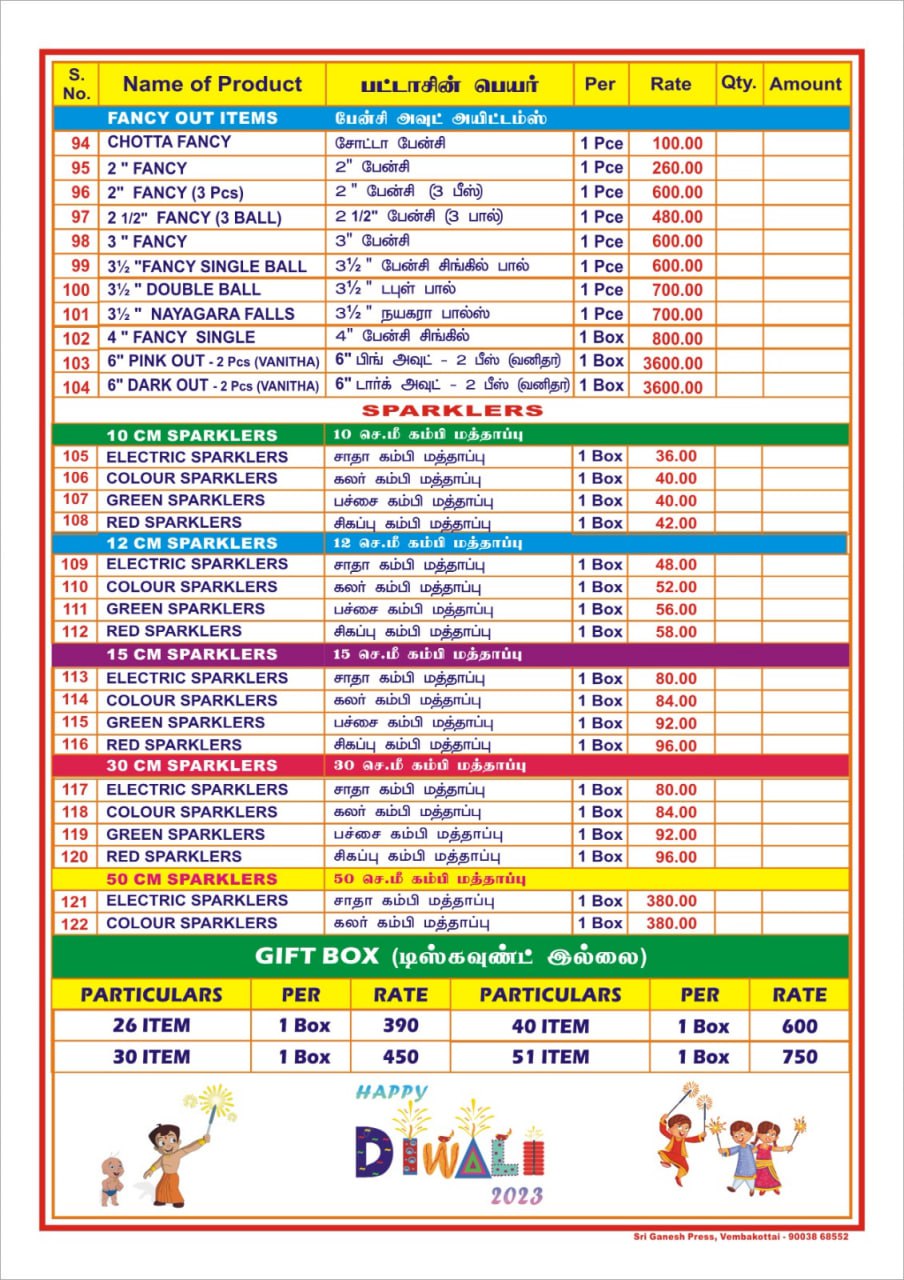 S. No. Name of Product பட்டாசின் பெயர் Per Rate Qty. Amount
FANCY OUT ITEMS பேன்சி அவுட் அயிட்டம்ஸ்
94 CHOTTA FANCY சோட்டா பேன்சி 1 Pce 100.00
95 2 " FANCY 2" பேன்சி 1 Pce 260.00
96 2" FANCY (3 Pcs) 2 " பேன்சி (3 பீஸ்) 1 Pce 600.00
97 2 1/2" FANCY (3 BALL) 2 1/2" பேன்சி (3 பால்) 1 Pce 480.00
98 3 " FANCY 3" பேன்சி 1 Pce 600.00
99 3½ "FANCY SINGLE BALL 3½ " பேன்சி சிங்கில் பால் 1 Pce 600.00
100 3½ " DOUBLE BALL 3½ " டபுள் பால் 1 Pce 700.00
101 3½ " NAYAGARA FALLS 3½ " நயகரா பால்ஸ் 1 Pce 700.00
102 4 " FANCY SINGLE 4" பேன்சி சிங்கில் 1 Box 800.00
103 6" PINK OUT - 2 Pcs (VANITHA) 6" பிங் அவுட் - 2 பீஸ் (வனிதா) 1 Box 3600.00
104 6" DARK OUT - 2 Pcs (VANITHA) 6" டார்க் அவுட் - 2 பீஸ் (வனிதா) 1 Box 3600.00
SPARKLERS
10 CM SPARKLERS 10 செ.மீ கம்பி மத்தாப்பு
105 ELECTRIC SPARKLERS சாதா கம்பி மத்தாப்பு 1 Box 36.00
106 COLOUR SPARKLERS கலர் கம்பி மத்தாப்பு 1 Box 40.00
107 GREEN SPARKLERS பச்சை கம்பி மத்தாப்பு 1 Box 40.00
108 RED SPARKLERS சிகப்பு கம்பி மத்தாப்பு 1 Box 42.00
12 CM SPARKLERS 12 செ.மீ கம்பி மத்தாப்பு
109 ELECTRIC SPARKLERS சாதா கம்பி மத்தாப்பு 1 Box 48.00
110 COLOUR SPARKLERS கலர் கம்பி மத்தாப்பு 1 Box 52.00
111 GREEN SPARKLERS பச்சை கம்பி மத்தாப்பு 1 Box 56.00
112 RED SPARKLERS சிகப்பு கம்பி மத்தாப்பு 1 Box 58.00
15 CM SPARKLERS 15 செ.மீ கம்பி மத்தாப்பு
113 ELECTRIC SPARKLERS சாதா கம்பி மத்தாப்பு 1 Box 80.00
114 COLOUR SPARKLERS கலர் கம்பி மத்தாப்பு 1 Box 84.00
115 GREEN SPARKLERS பச்சை கம்பி மத்தாப்பு 1 Box 92.00
116 RED SPARKLERS சிகப்பு கம்பி மத்தாப்பு 1 Box 96.00
30 CM SPARKLERS 30 செ.மீ கம்பி மத்தாப்பு
117 ELECTRIC SPARKLERS சாதா கம்பி மத்தாப்பு 1 Box 80.00
118 COLOUR SPARKLERS கலர் கம்பி மத்தாப்பு 1 Box 84.00
119 GREEN SPARKLERS பச்சை கம்பி மத்தாப்பு 1 Box 92.00
120 RED SPARKLERS சிகப்பு கம்பி மத்தாப்பு 1 Box 96.00
50 CM SPARKLERS 50 செ.மீ கம்பி மத்தாப்பு
121 ELECTRIC SPARKLERS சாதா கம்பி மத்தாப்பு 1 Box 380.00
122 COLOUR SPARKLERS கலர் கம்பி மத்தாப்பு 1 Box 380.00
GIFT BOX (டிஸ்கவுண்ட் இல்லை)
PARTICULARS PER RATE PARTICULARS PER RATE
26 ITEM 1 Box 390 40 ITEM 1 Box 600
30 ITEM 1 Box 450 51 ITEM 1 Box 750
HAPPY
DIWALI
2023
Sri Ganesh Press, Vembakottai - 90038 68552